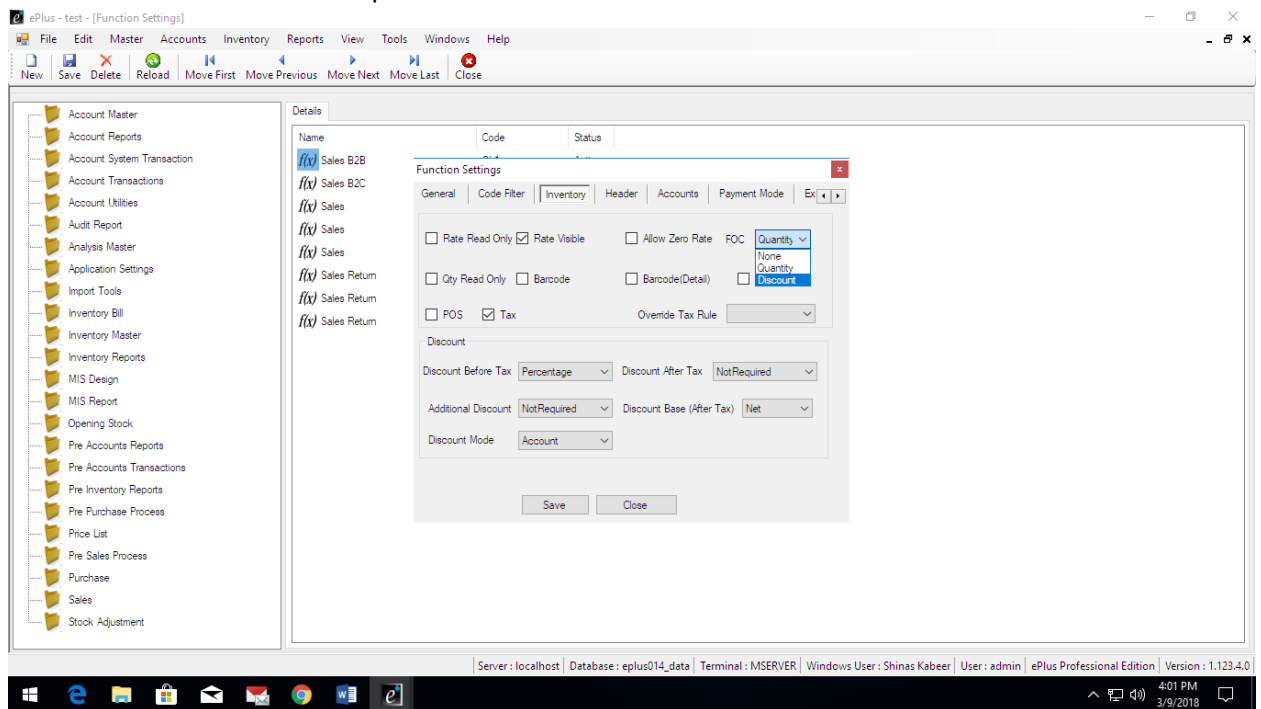 ePlus - test - [Function Settings]
File Edit Master Accounts Inventory Reports View Tools Windows Help
New Save Delete Reload Move First Move Previous Move Next Move Last Close
Account Master
Account Reports
Account System Transaction
Account Transactions
Account Utilities
Audit Report
Analysis Master
Application Settings
Import Tools
Inventory Bill
Inventory Master
Inventory Reports
MIS Design
MIS Report
Opening Stock
Pre Accounts Reports
Pre Accounts Transactions
Pre Inventory Reports
Pre Purchase Process
Price List
Pre Sales Process
Purchase
Sales
Stock Adjustment
Details
Name Code Status
f(x) Sales B2B
f(x) Sales B2C
f(x) Sales
f(x) Sales
f(x) Sales
f(x) Sales Return
f(x) Sales Return
f(x) Sales Return
Function Settings
General Code Filter Inventory Header Accounts Payment Mode Ex
Rate Read Only Rate Visible Allow Zero Rate FOC Quantity
None
Quantity
Discount
Qty Read Only Barcode Barcode(Detail)
POS Tax Override Tax Rule
Discount
Discount Before Tax Percentage Discount After Tax NotRequired
Additional Discount NotRequired Discount Base (After Tax) Net
Discount Mode Account
Save Close
Server : localhost Database : eplus014_data Terminal : MSERVER Windows User : Shinas Kabeer User : admin ePlus Professional Edition Version : 1.123.4.0
4:01 PM
3/9/2018